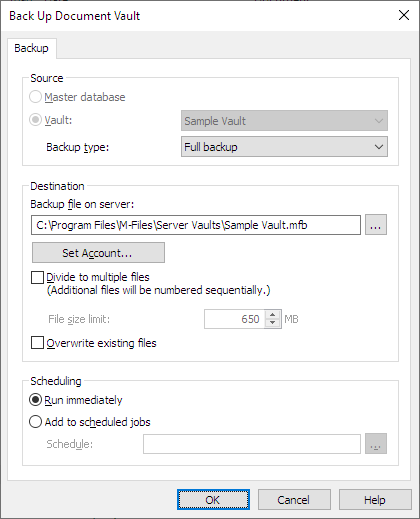 Back Up Document Vault
Backup
Source
Master database
Vault:
Sample Vault
Backup type:
Full backup
Destination
Backup file on server:
C:\Program Files\M-Files\Server Vaults\Sample Vault.mfb
...
Set Account...
Divide to multiple files
(Additional files will be numbered sequentially.)
File size limit:
650
MB
Overwrite existing files
Scheduling
Run immediately
Add to scheduled jobs
Schedule:
...
OK
Cancel
Help